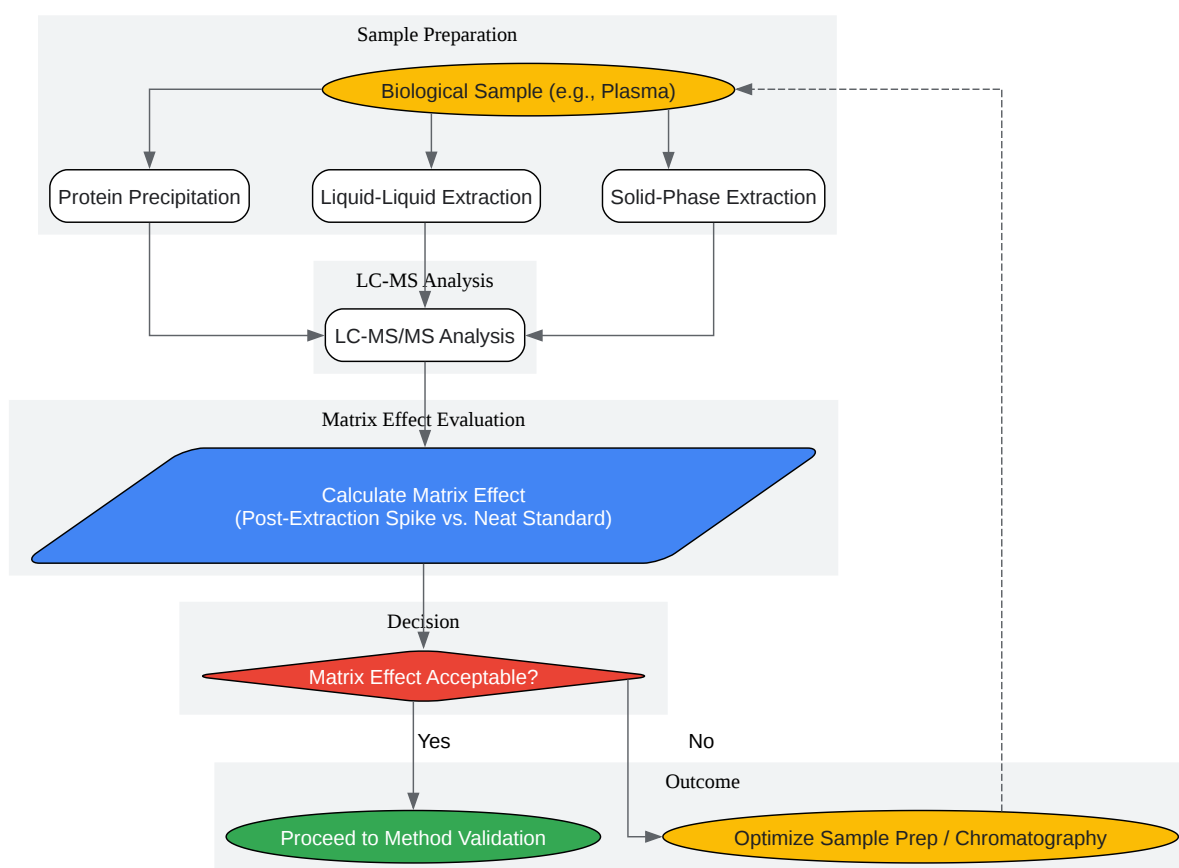 Sample Preparation
Biological Sample (e.g., Plasma)
Protein Precipitation
Liquid-Liquid Extraction
Solid-Phase Extraction
LC-MS Analysis
LC-MS/MS Analysis
Matrix Effect Evaluation
Calculate Matrix Effect
(Post-Extraction Spike vs. Neat Standard)
Decision
Matrix Effect Acceptable?
Yes
No
Outcome
Proceed to Method Validation
Optimize Sample Prep / Chromatography